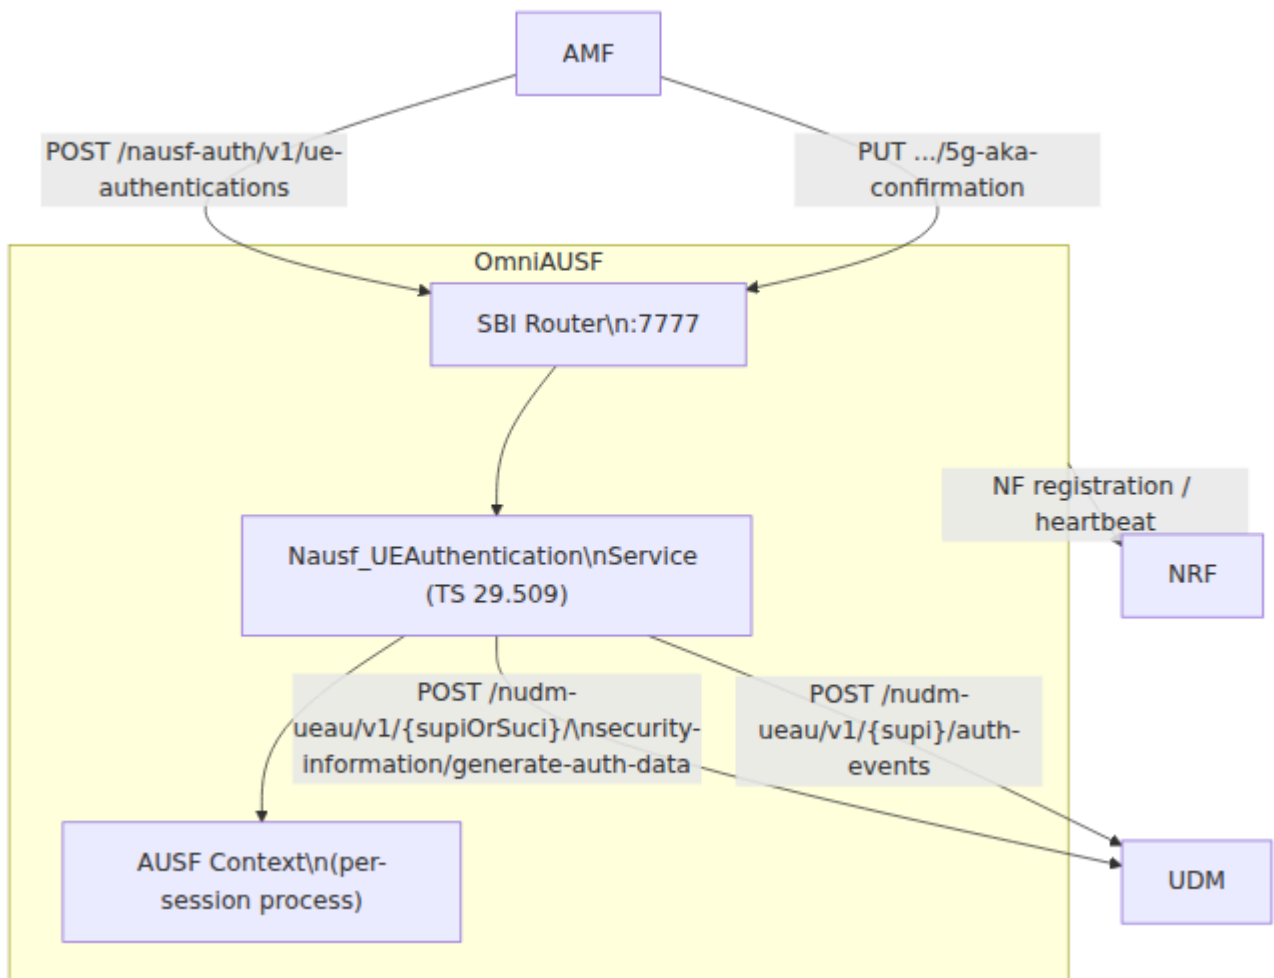 AMF
POST /nausf-auth/v1/ue-
authentications
PUT .../5g-aka-
confirmation
OmniAUSF
SBI Router\n:7777
NF registration /
heartbeat
Nausf_UEAuthentication\nService
(TS 29.509)
NRF
POST /nudm-
ueau/v1/{supiOrSuci}/\nsecurity-
information/generate-auth-data
POST /nudm-
ueau/v1/{supi}/auth-
events
AUSF Context\n(per-
session process)
UDM